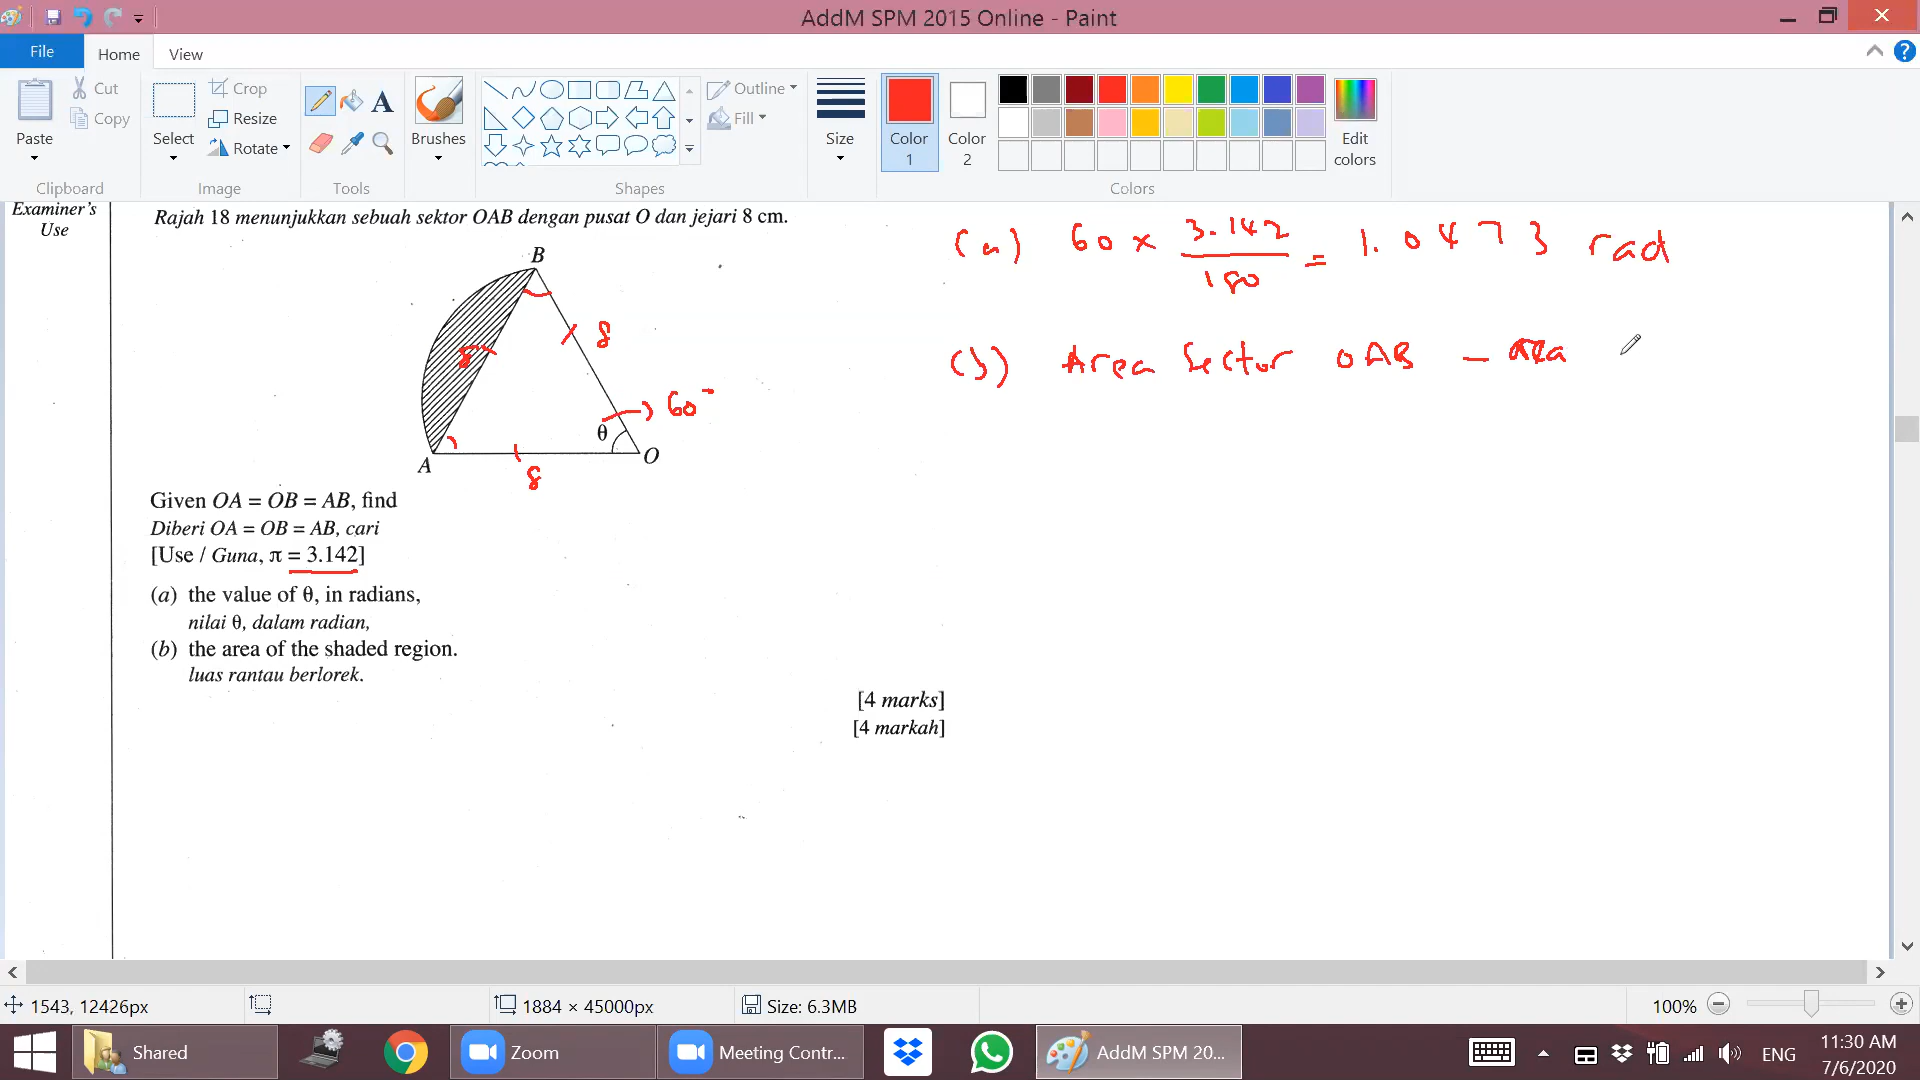 AddM SPM 2015 Online - Paint
File
Home
View
Paste
Cut
Copy
Clipboard
Select
Crop
Resize
Rotate
Image
Tools
Brushes
Shapes
Outline
Fill
Size
Color
1
Color
2
Colors
Edit
colors
Examiner's
Use
Rajah 18 menunjukkan sebuah sektor OAB dengan pusat O dan jejari 8 cm.
B
8
8
60°
θ
A
O
8
Given OA = OB = AB, find
Diberi OA = OB = AB, cari
[Use / Guna, π = 3.142]
(a) the value of θ, in radians,
nilai θ, dalam radian,
(b) the area of the shaded region.
luas rantau berlorek.
[4 marks]
[4 markah]
(a) 60 × 3.142/180 = 1.0473 rad
(b) Area Sector OAB - area
1543, 12426px
1884 × 45000px
Size: 6.3MB
100%
Shared
Zoom
Meeting Contr...
AddM SPM 20...
ENG
11:30 AM
7/6/2020